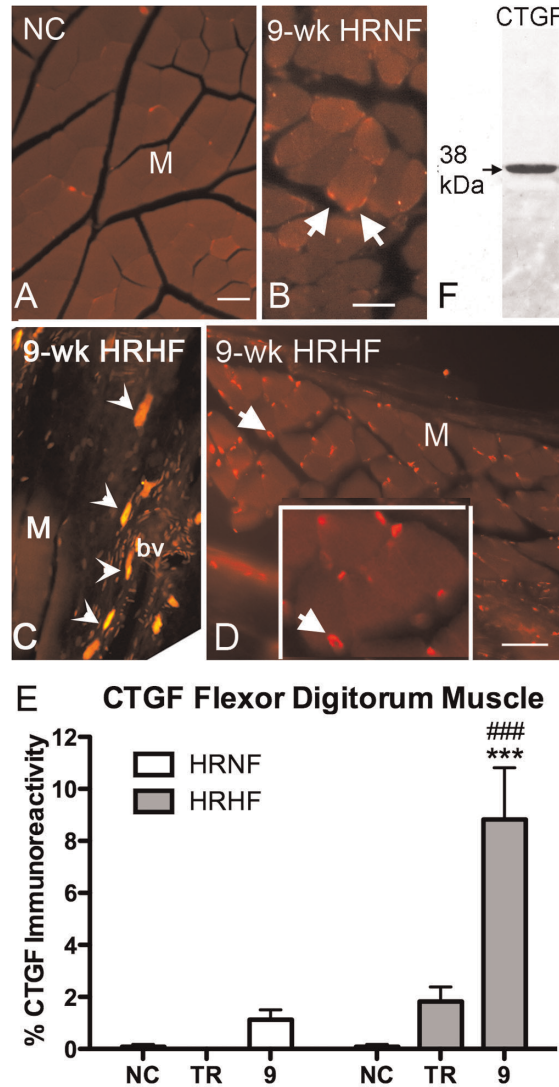 NC
M
A
9-wk HRNF
B
CTGF
38
kDa
F
9-wk HRHF
M
bv
C
9-wk HRHF
M
D
E
CTGF Flexor Digitorum Muscle
% CTGF Immunoreactivity
12
10
8
6
4
2
0
HRNF
HRHF
###
***
NC TR 9 NC TR 9